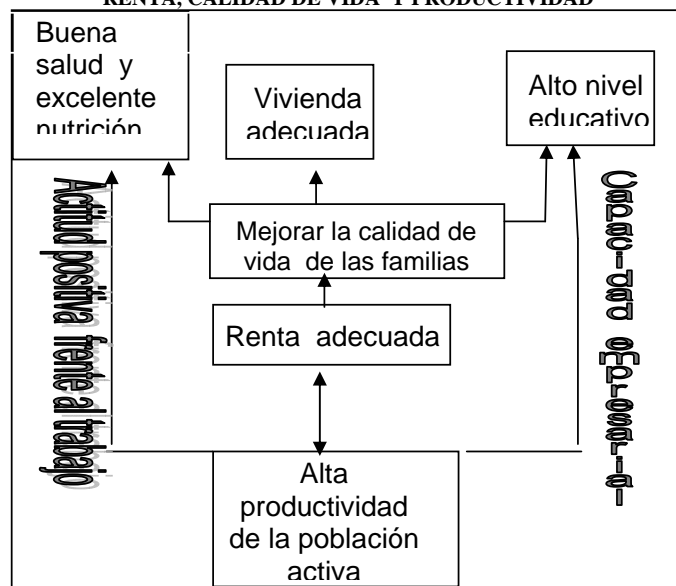 RENTA, CALIDAD DE VIDA Y PRODUCTIVIDAD
Buena
salud y
excelente
nutrición
Vivienda
adecuada
Alto nivel
educativo
Mejorar la calidad de
vida de las familias
Renta adecuada
Alta
productividad
de la población
activa
Actitud positiva frente al trabajo
Capacidad empresarial